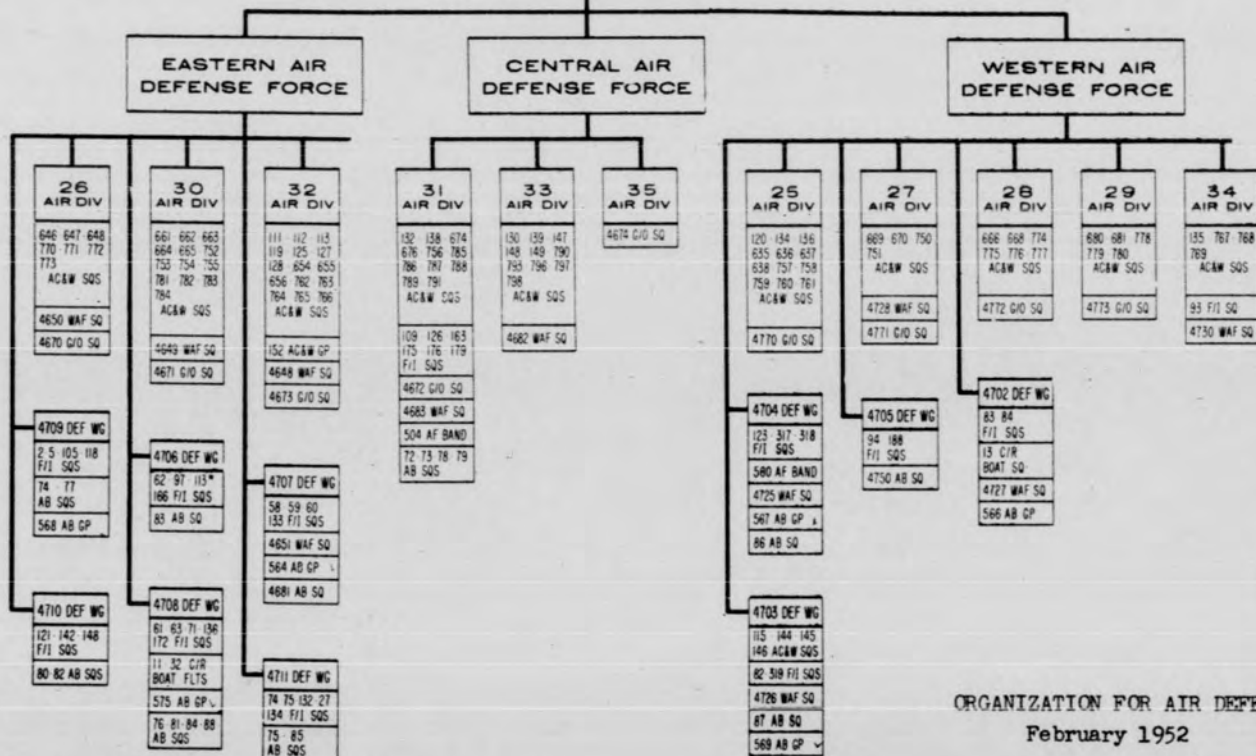 EASTERN AIR
DEFENSE FORCE
CENTRAL AIR
DEFENSE FORCE
WESTERN AIR
DEFENSE FORCE
26
AIR DIV
646 647 648
770 · 771 · 772
773
AC&W SQS
4650 WAF SQ
4670 G/O SQ
4709 DEF WG
2 5 · 105 · 118
F/I SQS
74 · 77
AB SQS
568 AB GP
4710 DEF WG
121 · 142 · 148
F/I SQS
80 · 82 AB SQS
30
AIR DIV
661 · 662 · 663
664 · 665 · 752
753 · 754 · 755
781 · 782 · 783
784
AC&W SQS
4649 WAF SQ
4671 G/O SQ
4706 DEF WG
62 · 97 · 113*
166 F/I SQS
83 AB SQ
4708 DEF WG
61 · 63 · 71 · 136
172 F/I SQS
11 · 32 C/R
BOAT FLTS
575 AB GP
76 · 81 · 84 · 88
AB SQS
32
AIR DIV
111 · 112 · 113
119 · 125 · 127
128 · 654 · 655
656 · 762 · 763
764 · 765 · 766
AC&W SQS
152 AC&W GP
4648 WAF SQ
4673 G/O SQ
4707 DEF WG
58 · 59 · 60
133 F/I SQS
4651 WAF SQ
564 AB GP
4681 AB SQ
4711 DEF WG
74 · 75 · 132 · 27
134 F/I SQS
75 · 85
AB SQS
31
AIR DIV
132 · 138 · 674
676 · 756 · 785
786 · 787 · 788
789 · 791
AC&W SQS
109 · 126 · 163
175 · 176 · 179
F/I SQS
4672 G/O SQ
4683 WAF SQ
504 AF BAND
72 · 73 · 78 · 79
AB SQS
33
AIR DIV
130 · 139 · 147
148 · 149 · 790
793 · 796 · 797
798
AC&W SQS
4682 WAF SQ
35
AIR DIV
4674 G/O SQ
25
AIR DIV
120 · 134 · 136
635 · 636 · 637
638 · 757 · 758
759 · 760 · 761
AC&W SQS
4770 G/O SQ
4704 DEF WG
123 · 317 · 318
F/I SQS
580 AF BAND
4725 WAF SQ
567 AB GP
86 AB SQ
4703 DEF WG
115 · 144 · 145
146 AC&W SQS
82 · 319 F/I SQS
4726 WAF SQ
87 AB SQ
569 AB GP
27
AIR DIV
669 · 670 · 750
751
AC&W SQS
4728 WAF SQ
4771 G/O SQ
4705 DEF WG
94 · 188
F/I SQS
4750 AB SQ
28
AIR DIV
666 · 668 · 774
775 · 776 · 777
AC&W SQS
4772 G/O SQ
4702 DEF WG
83 · 84
F/I SQS
13 C/R
BOAT SQ
4727 WAF SQ
566 AB GP
29
AIR DIV
680 · 681 · 778
779 · 780
AC&W SQS
4773 G/O SQ
34
AIR DIV
135 · 767 · 768
769
AC&W SQS
93 F/I SQ
4730 WAF SQ
ORGANIZATION FOR AIR DEFE
February 1952